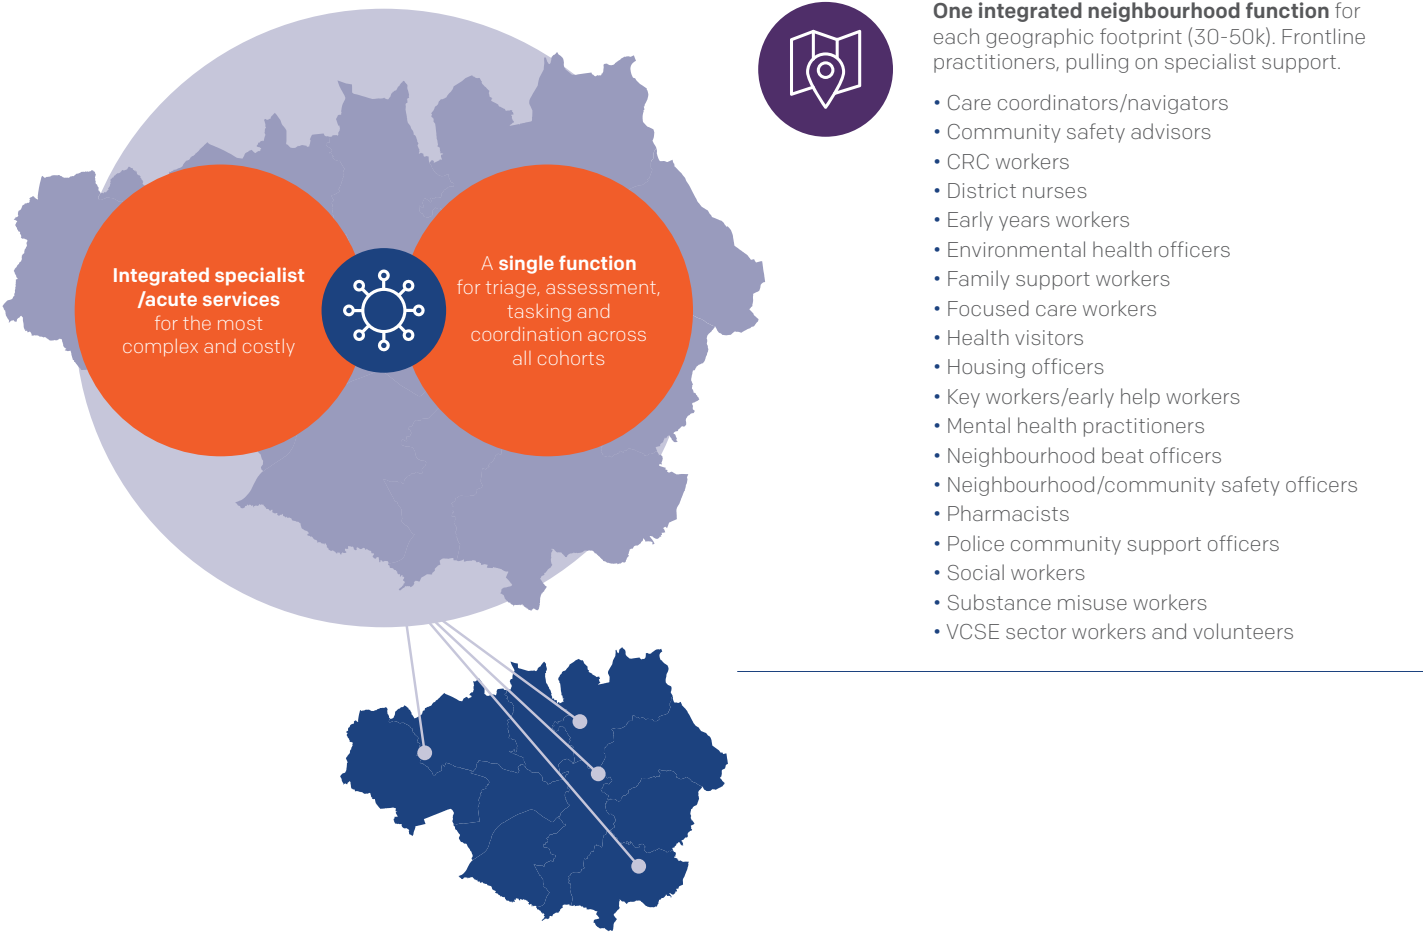 Integrated specialist
/acute services
for the most
complex and costly
A single function
for triage, assessment,
tasking and
coordination across
all cohorts
One integrated neighbourhood function for
each geographic footprint (30-50k). Frontline
practitioners, pulling on specialist support.
• Care coordinators/navigators
• Community safety advisors
• CRC workers
• District nurses
• Early years workers
• Environmental health officers
• Family support workers
• Focused care workers
• Health visitors
• Housing officers
• Key workers/early help workers
• Mental health practitioners
• Neighbourhood beat officers
• Neighbourhood/community safety officers
• Pharmacists
• Police community support officers
• Social workers
• Substance misuse workers
• VCSE sector workers and volunteers